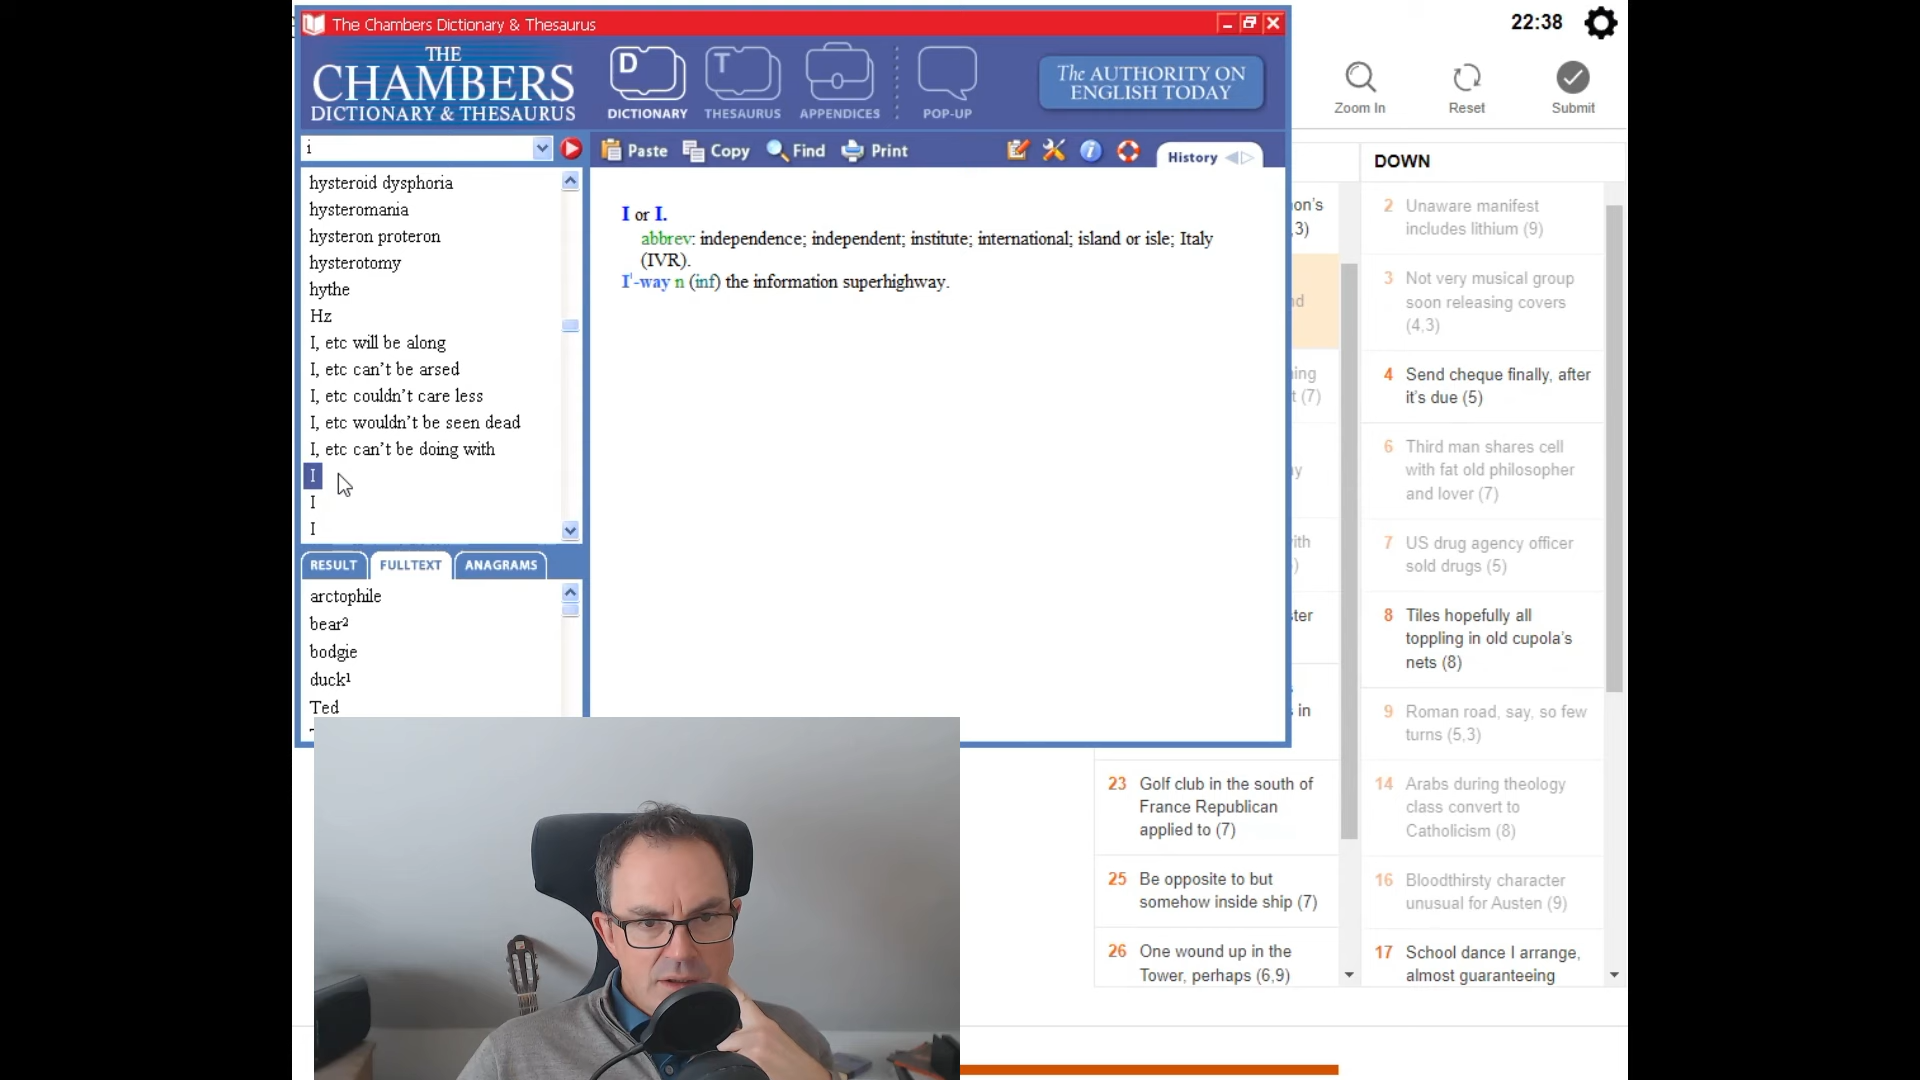 The Chambers Dictionary & Thesaurus
THE
CHAMBERS
DICTIONARY & THESAURUS
D
T
DICTIONARY
THESAURUS
APPENDICES
POP-UP
The AUTHORITY ON
ENGLISH TODAY
22:38
Zoom In
Reset
Submit
i
Paste
Copy
Find
Print
History
hysteroid dysphoria
hysteromania
hysteron proteron
hysterotomy
hythe
Hz
I, etc will be along
I, etc can’t be arsed
I, etc couldn’t care less
I, etc wouldn’t be seen dead
I, etc can’t be doing with
I
I
I
RESULT
FULLTEXT
ANAGRAMS
arctophile
bear²
bodgie
duck¹
Ted
I or I.
abbrev: independence; independent; institute; international; island or isle; Italy
(IVR).
I'-way n (inf) the information superhighway.
on's
,3)
nd
ing
t (7)
y
ith
)
ter
s in
23 Golf club in the south of
France Republican
applied to (7)
25 Be opposite to but
somehow inside ship (7)
26 One wound up in the
Tower, perhaps (6,9)
DOWN
2 Unaware manifest
includes lithium (9)
3 Not very musical group
soon releasing covers
(4,3)
4 Send cheque finally, after
it's due (5)
6 Third man shares cell
with fat old philosopher
and lover (7)
7 US drug agency officer
sold drugs (5)
8 Tiles hopefully all
toppling in old cupola's
nets (8)
9 Roman road, say, so few
turns (5,3)
14 Arabs during theology
class convert to
Catholicism (8)
16 Bloodthirsty character
unusual for Austen (9)
17 School dance I arrange,
almost guaranteeing